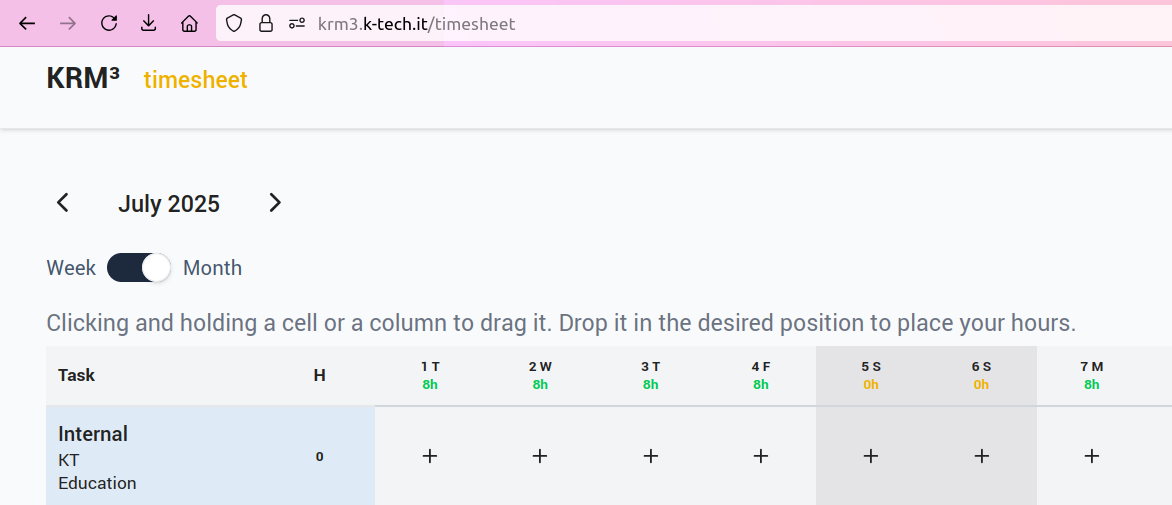 krm3.k-tech.it/timesheet
KRM³ timesheet
July 2025
Week Month
Clicking and holding a cell or a column to drag it. Drop it in the desired position to place your hours.
Task H 1 T 2 W 3 T 4 F 5 S 6 S 7 M
8h 8h 8h 8h 0h 0h 8h
Internal
KT 0 + + + + + + +
Education